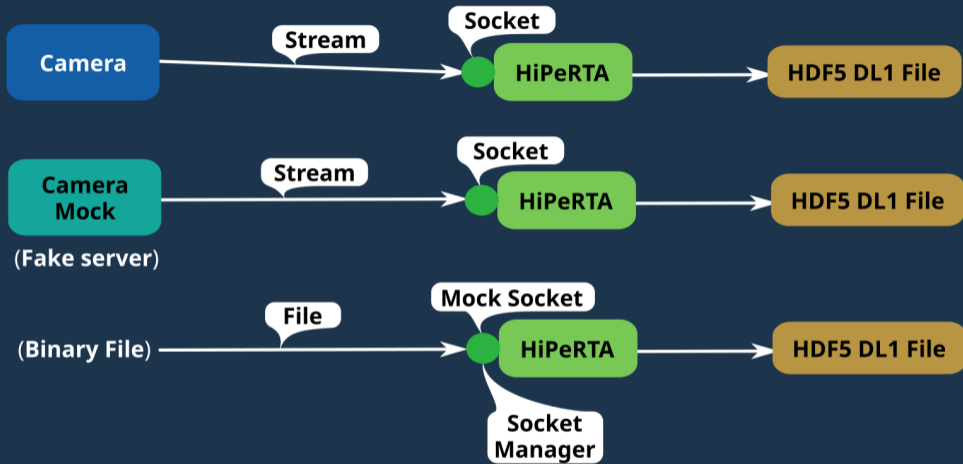 Socket
Stream
Camera
HiPeRTA
HDF5 DL1 File
Socket
Stream
Camera
Mock
HiPeRTA
HDF5 DL1 File
(Fake server)
Mock Socket
File
(Binary File)
HiPeRTA
HDF5 DL1 File
Socket
Manager